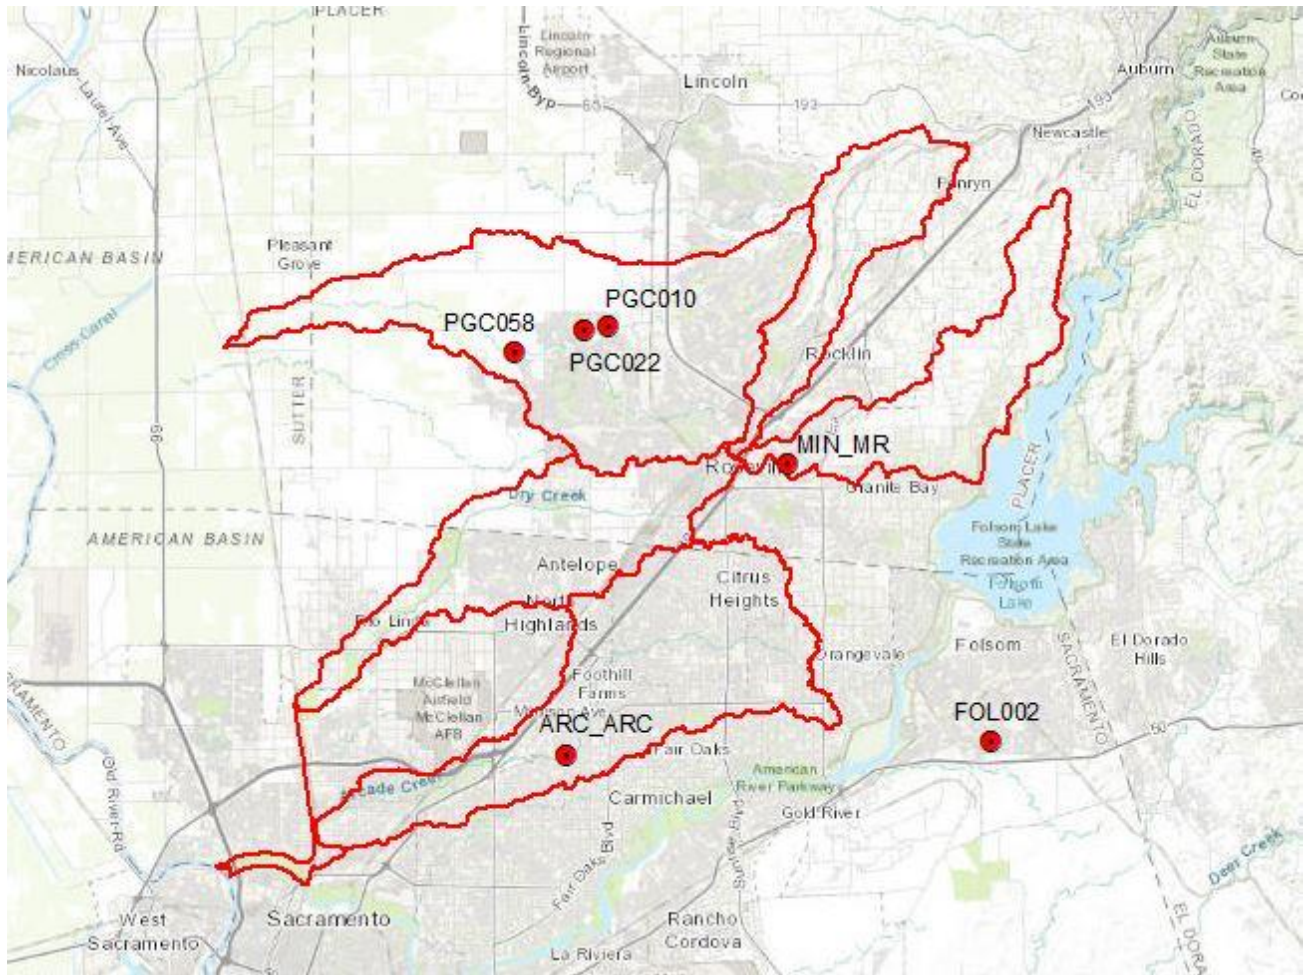 PLACER
Nicolaus
Laurel Ave
Lincoln-Byp
Lincoln
Regional
Airport
65
Lincoln
193
Auburn
193
Auburn
State
Recreation
Area
Newcastle
EL DORADO
49
Penryn
Pleasant
Grove
AMERICAN BASIN
Cross Canal
PGC058
PGC010
PGC022
Rocklin
SUTTER
99
MIN_MR
Roseville
Granite Bay
PLACER
Dry Creek
AMERICAN BASIN
Folsom Lake
State
Recreation Area
Folsom
Lake
Antelope
Citrus
Heights
North
Highlands
Rio Linda
Orangevale
Folsom
El Dorado
Hills
SACRAMENTO
SACRAMENTO
Foothill
Farms
McClellan
Airfield
McClellan
AFB
Madison Ave
ARC_ARC
Fair Oaks
FOL002
50
Old River Rd
Arcade Creek
American
River Parkway
Carmichael
Gold River
Fair Oaks Blvd
Sunrise Blvd
Deer Creek
West
Sacramento
Sacramento
Rancho
Cordova
La Riviera
EL DORADO